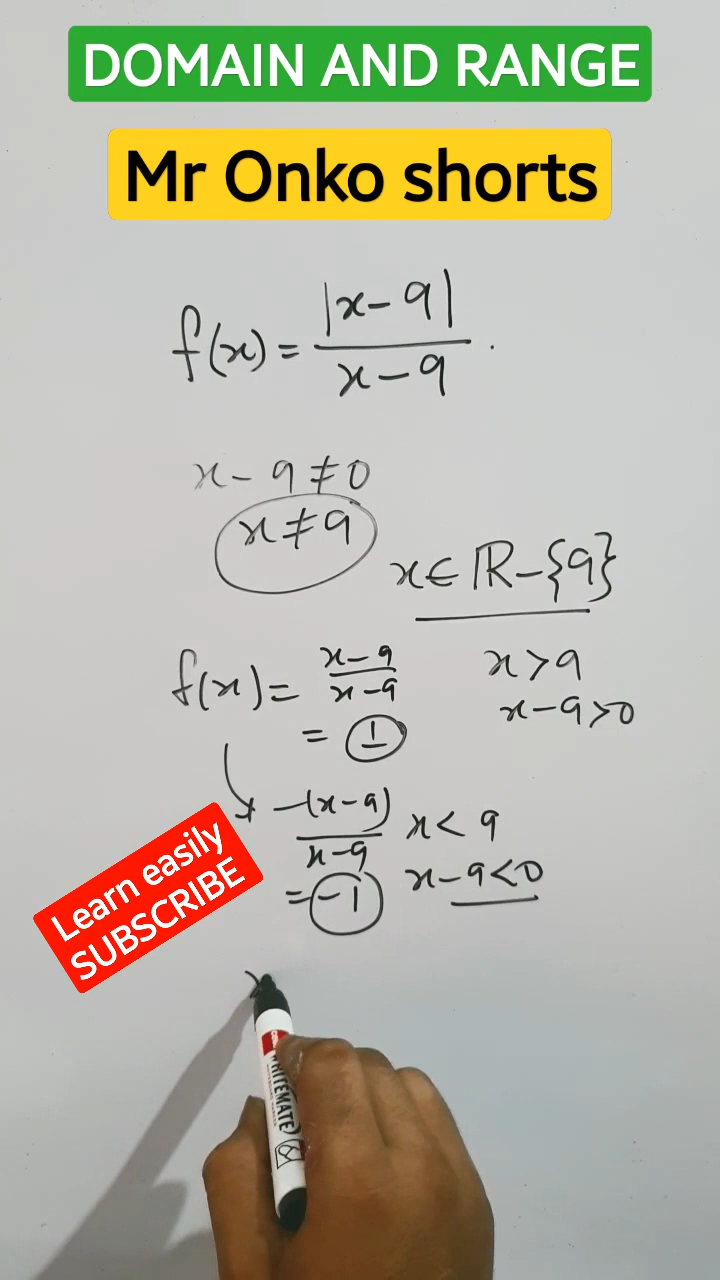 DOMAIN AND RANGE
Mr Onko shorts
f(x) = |x-9| / x-9 .
x - 9 ≠ 0
x ≠ 9
x ∈ ℝ - {9}
f(x) = x-9 / x-9
x > 9
x - 9 > 0
= 1
-(x-9) / x-9
x < 9
= -1
x - 9 < 0
Learn easily
SUBSCRIBE
WHITEMATE